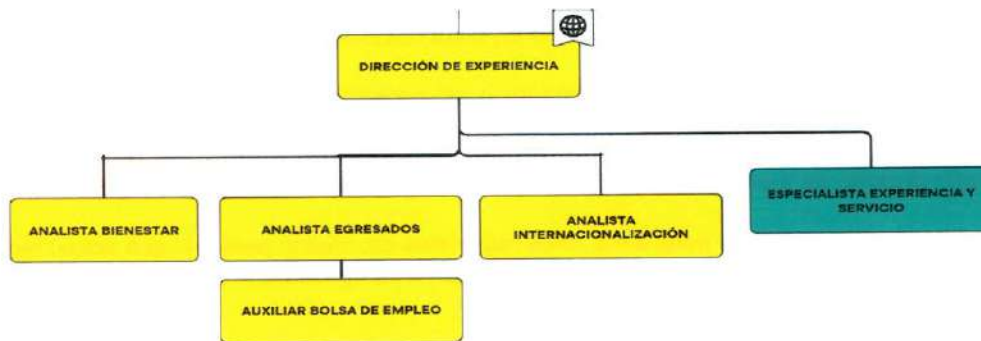 DIRECCIÓN DE EXPERIENCIA
ANALISTA BIENESTAR
ANALISTA EGRESADOS
ANALISTA
INTERNACIONALIZACIÓN
ESPECIALISTA EXPERIENCIA Y
SERVICIO
AUXILIAR BOLSA DE EMPLEO